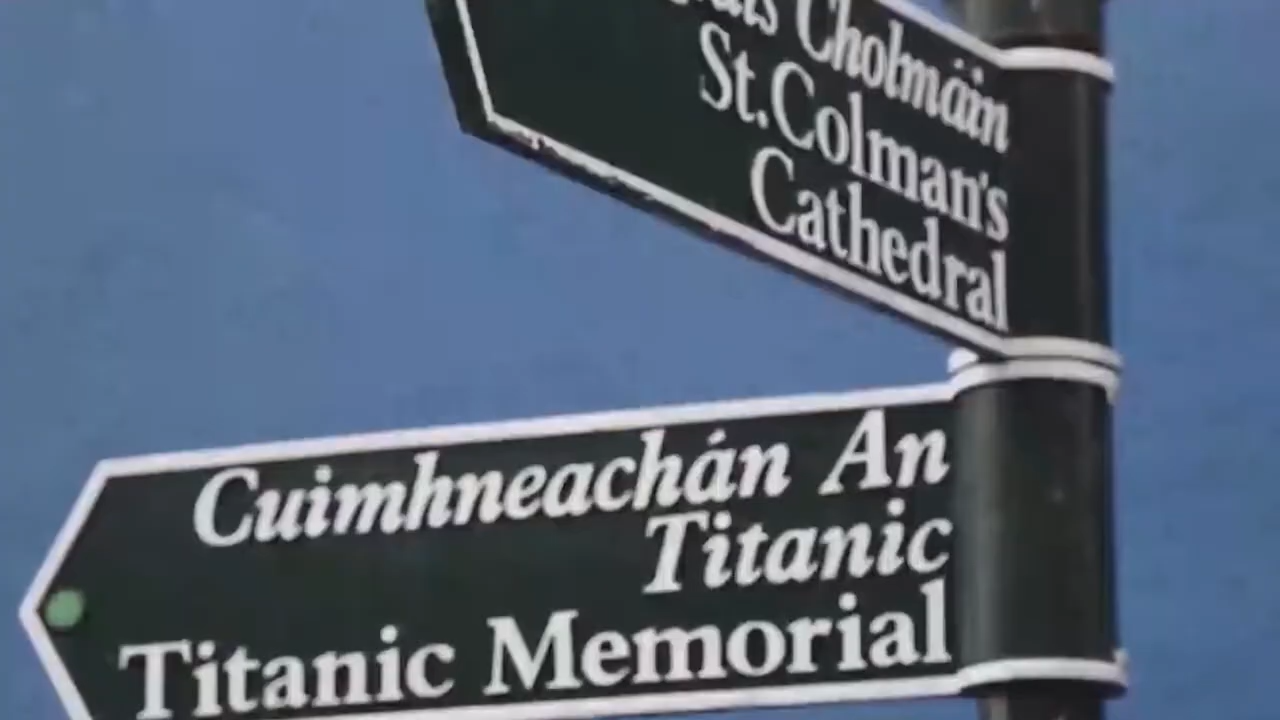 Cholmáin
St. Colman's
Cathedral
Cuimhneachán An
Titanic
Titanic Memorial